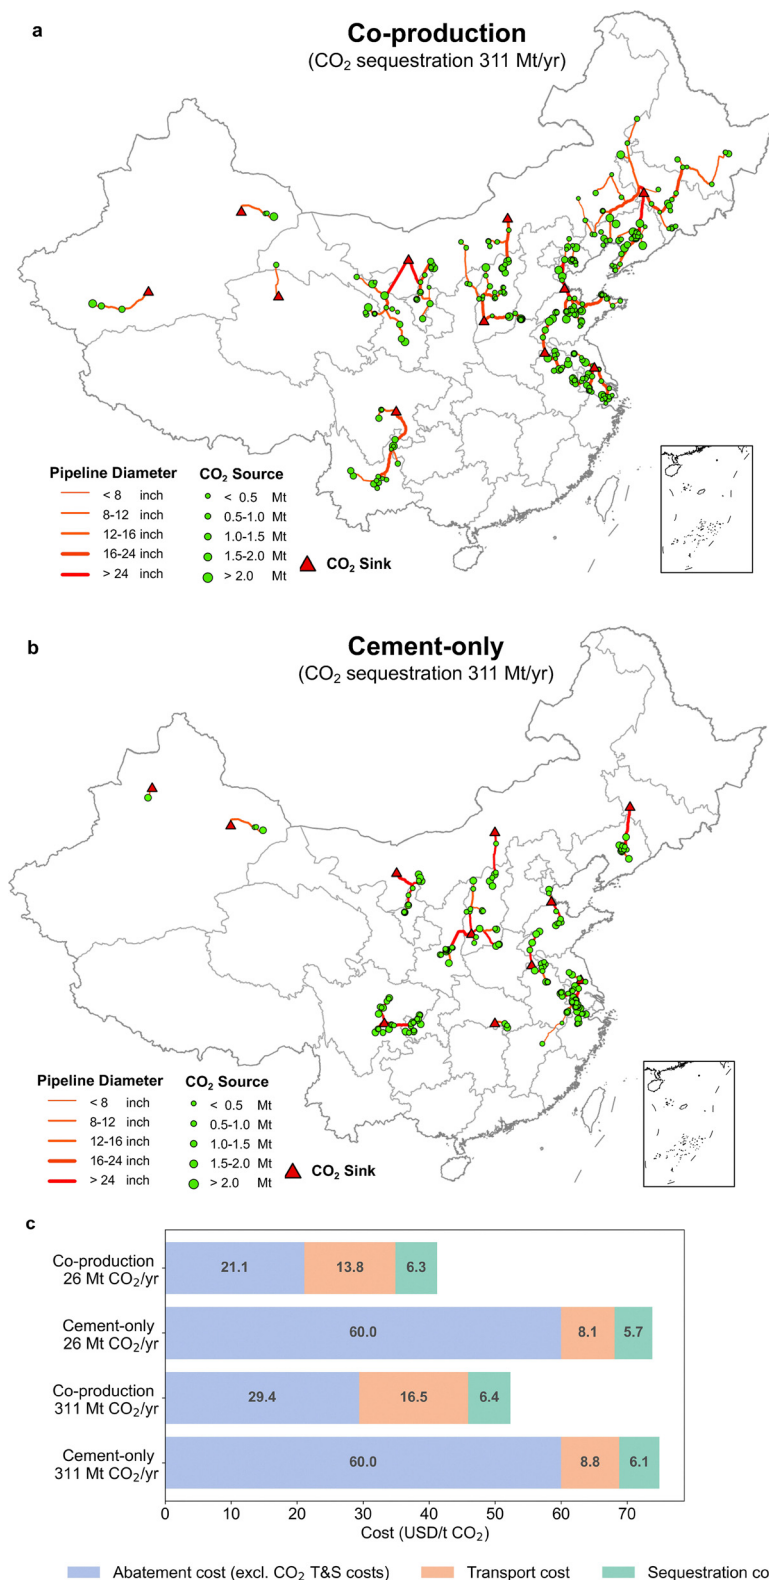 a
Co-production
(CO₂ sequestration 311 Mt/yr)
Pipeline Diameter
< 8 inch
8-12 inch
12-16 inch
16-24 inch
> 24 inch
CO₂ Source
< 0.5 Mt
0.5-1.0 Mt
1.0-1.5 Mt
1.5-2.0 Mt
> 2.0 Mt
CO₂ Sink
b
Cement-only
(CO₂ sequestration 311 Mt/yr)
Pipeline Diameter
< 8 inch
8-12 inch
12-16 inch
16-24 inch
> 24 inch
CO₂ Source
< 0.5 Mt
0.5-1.0 Mt
1.0-1.5 Mt
1.5-2.0 Mt
> 2.0 Mt
CO₂ Sink
c
Co-production
26 Mt CO₂/yr
21.1 13.8 6.3
Cement-only
26 Mt CO₂/yr
60.0 8.1 5.7
Co-production
311 Mt CO₂/yr
29.4 16.5 6.4
Cement-only
311 Mt CO₂/yr
60.0 8.8 6.1
0 10 20 30 40 50 60 70
Cost (USD/t CO₂)
Abatement cost (excl. CO₂ T&S costs) Transport cost Sequestration co